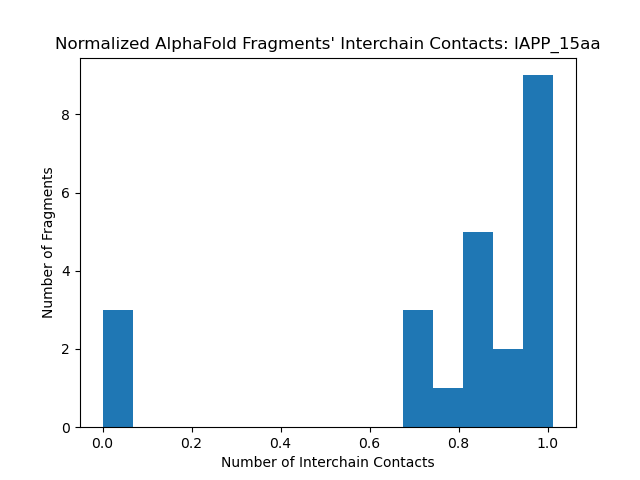 Normalized AlphaFold Fragments' Interchain Contacts: IAPP_15aa
Number of Fragments
8
6
4
2
0
0.0 0.2 0.4 0.6 0.8 1.0
Number of Interchain Contacts